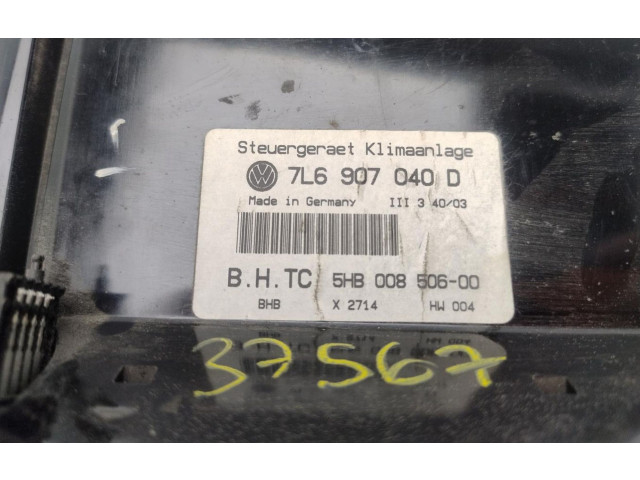 Steuergeraet Klimaanlage
VW 7L6 907 040 D
Made in Germany III 3 40/03
B.H.TC 5HB 008 506-00
BHB X 2714 HW 004
37567